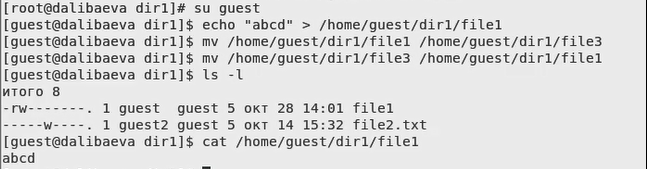 [root@dalibaeva dir1]# su guest
[guest@dalibaeva dir1]$ echo "abcd" > /home/guest/dir1/file1
[guest@dalibaeva dir1]$ mv /home/guest/dir1/file1 /home/guest/dir1/file3
[guest@dalibaeva dir1]$ mv /home/guest/dir1/file3 /home/guest/dir1/file1
[guest@dalibaeva dir1]$ ls -l
итого 8
-rw-------. 1 guest  guest 5 окт 28 14:01 file1
-----w----. 1 guest2 guest 5 окт 14 15:32 file2.txt
[guest@dalibaeva dir1]$ cat /home/guest/dir1/file1
abcd